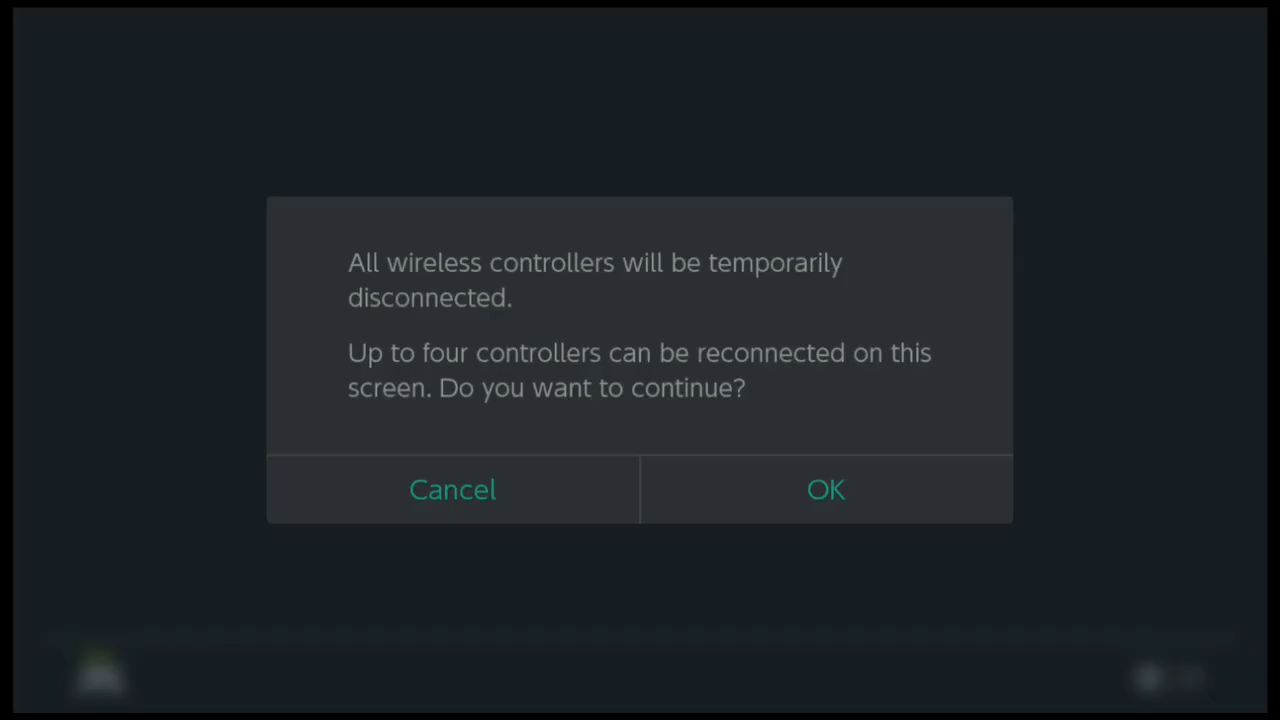 All wireless controllers will be temporarily
disconnected.
Up to four controllers can be reconnected on this
screen. Do you want to continue?
Cancel
OK